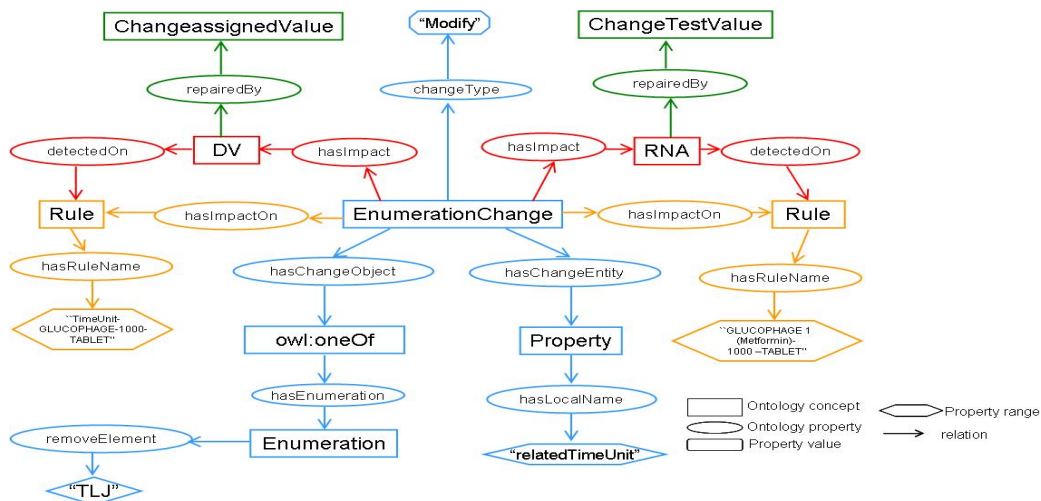 ChangeassignedValue
“Modify”
ChangeTestValue
repairedBy
changeType
repairedBy
detectedOn
DV
hasImpact
hasImpact
RNA
detectedOn
Rule
hasImpactOn
EnumerationChange
hasImpactOn
Rule
hasRuleName
hasChangeObject
hasChangeEntity
hasRuleName
``TimeUnit-
GLUCOPHAGE-1000-
TABLET”
owl:oneOf
Property
``GLUCOPHAGE 1
(Metformin)-
1000 –TABLET”
hasEnumeration
hasLocalName
removeElement
Enumeration
“relatedTimeUnit”
“TLJ”
Ontology concept
Property range
Ontology property
relation
Property value